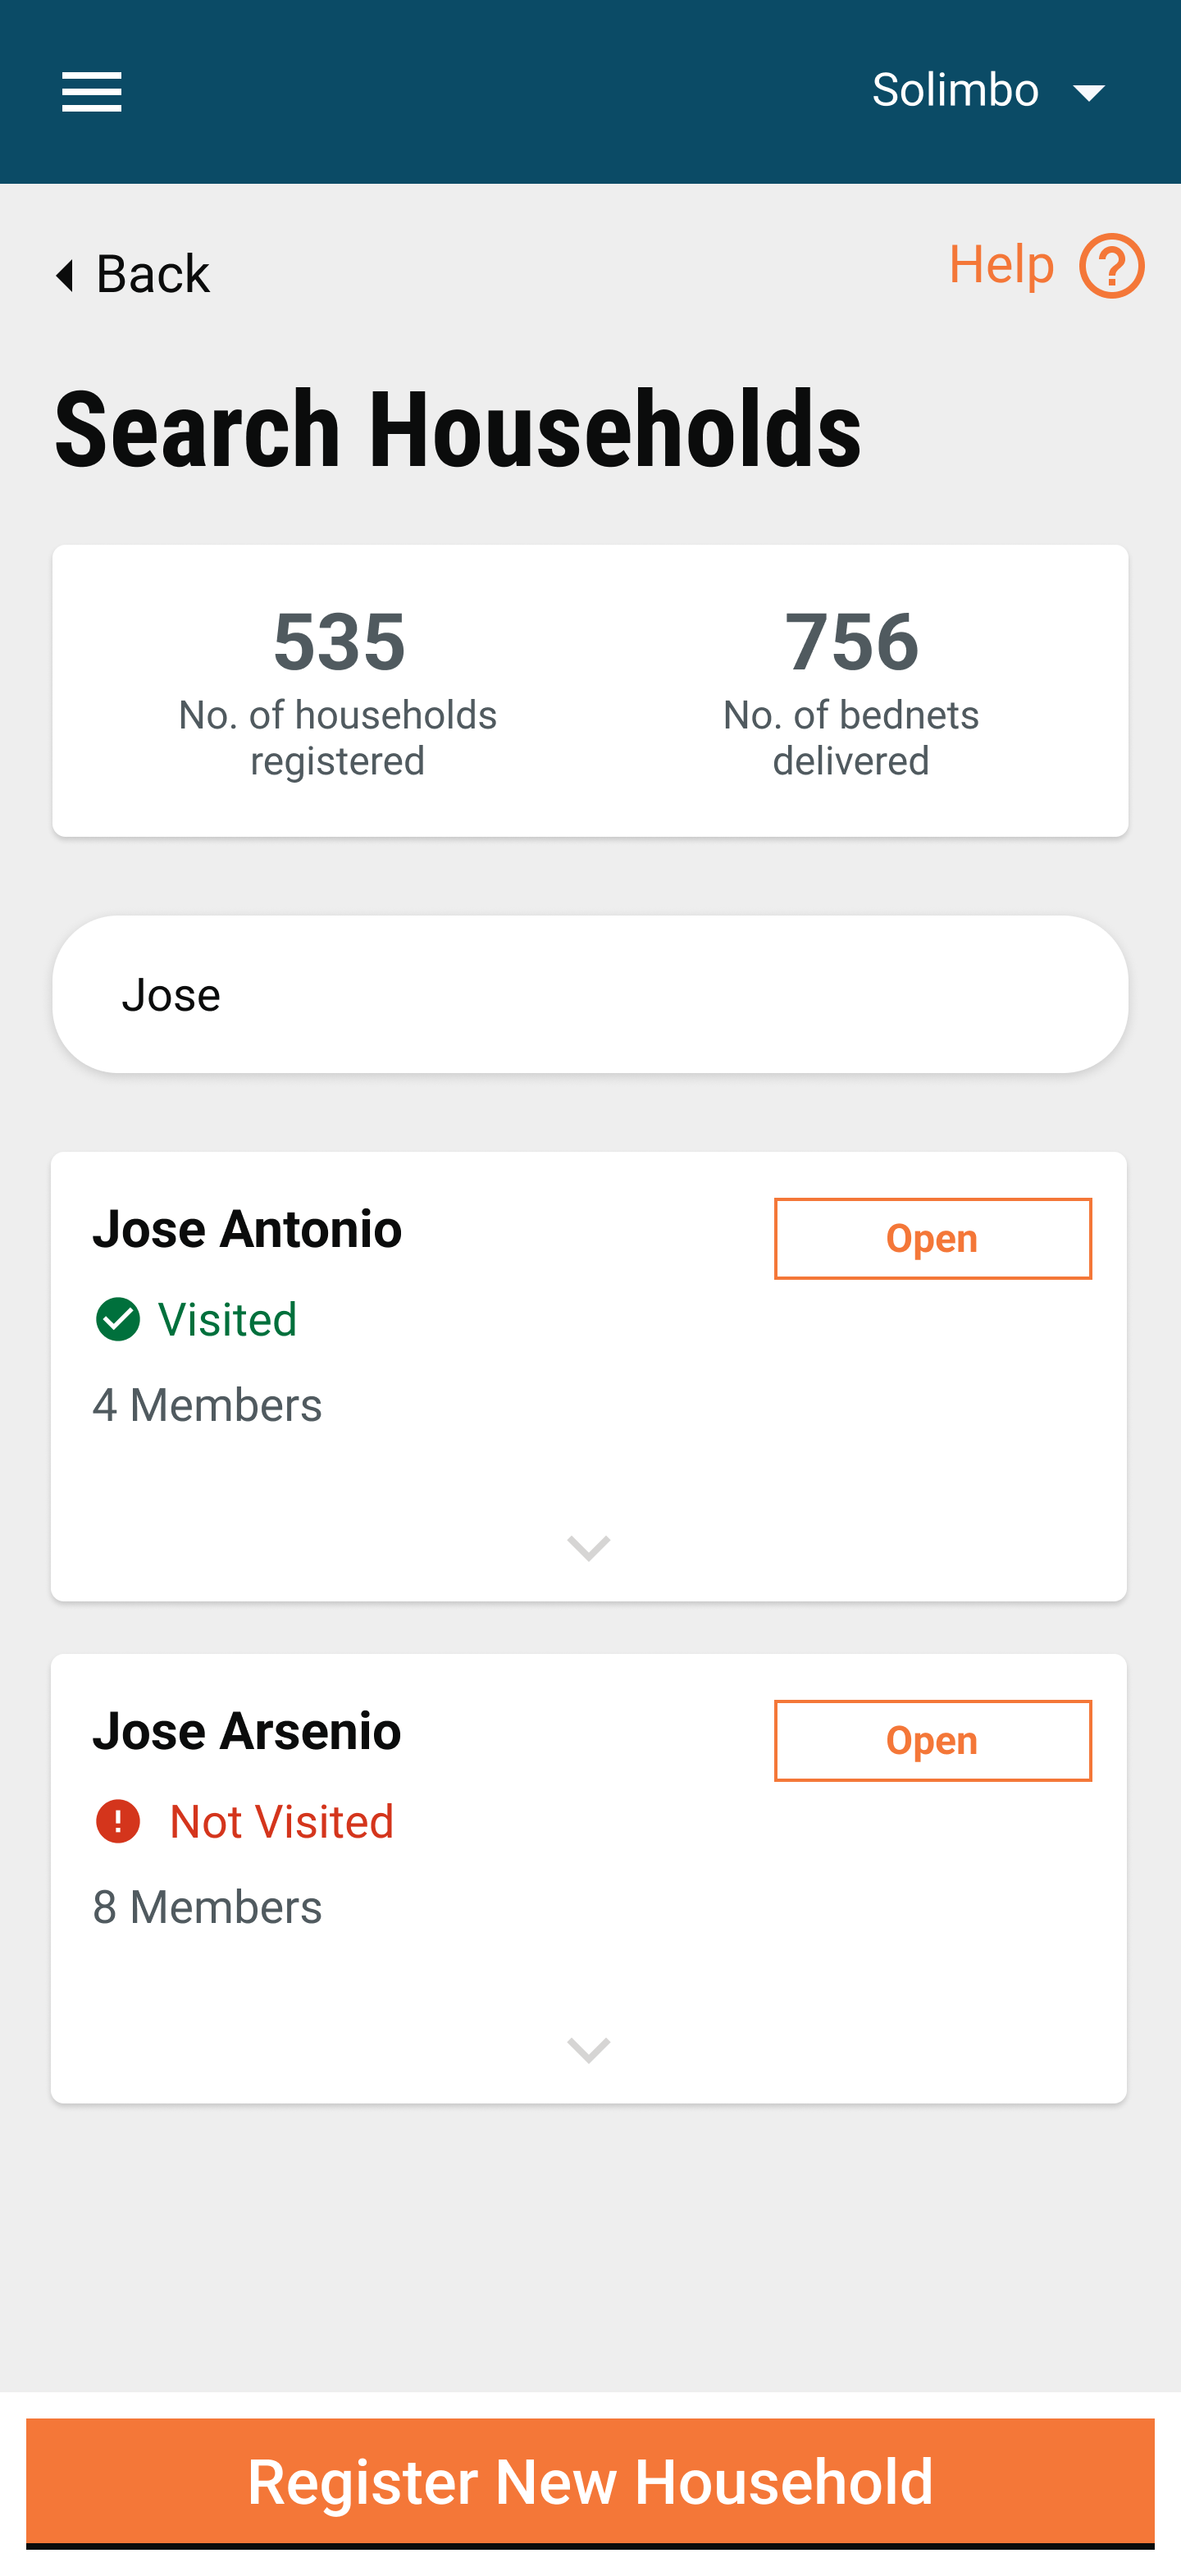 Solimbo
Back
Help
Search Households
535
No. of households
registered
756
No. of bednets
delivered
Jose
Jose Antonio
Open
Visited
4 Members
Jose Arsenio
Open
Not Visited
8 Members
Register New Household